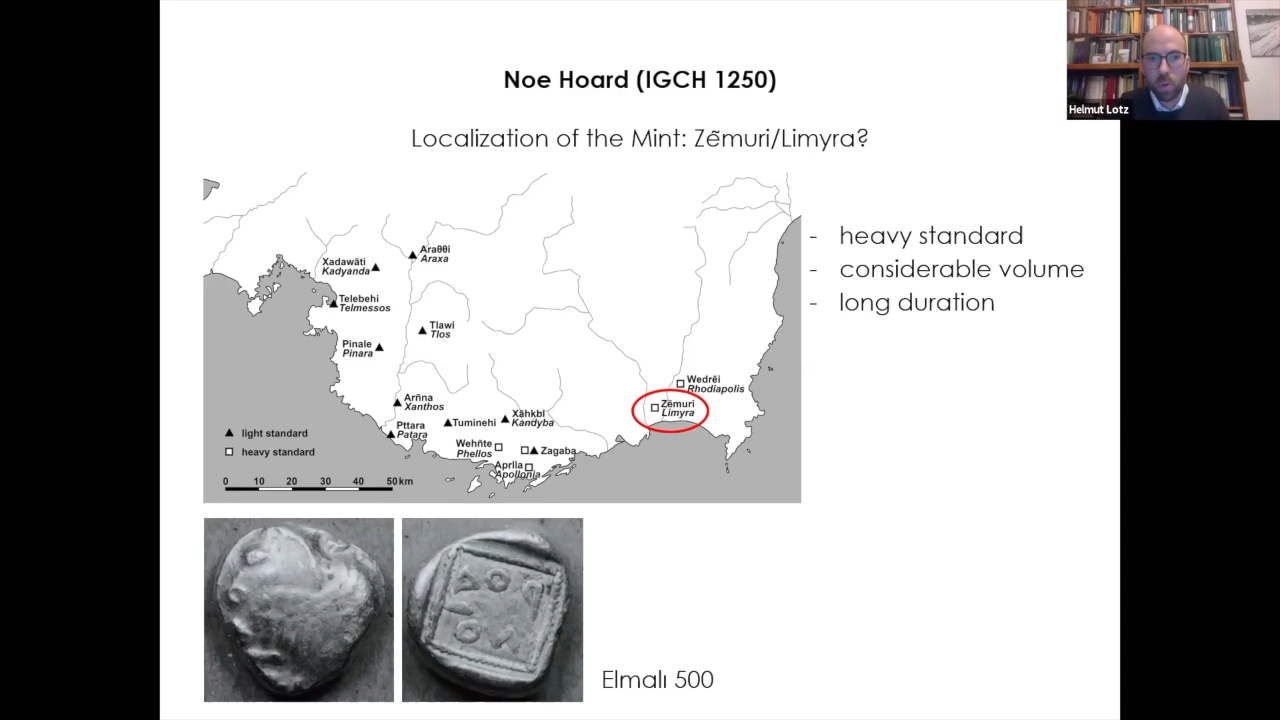 Noe Hoard (IGCH 1250)
Helmut Lotz
Localization of the Mint: Zẽmuri/Limyra?
- heavy standard
- considerable volume
- long duration
Araθθi
Araxa
Xadawãti
Kadyanda
Telebehi
Telmessos
Tlawi
Tlos
Pinale
Pinara
Wedrẽi
Rhodiapolis
Arñna
Xanthos
Zẽmuri
Limyra
Xãkbi
Kandyba
Tuminehi
Pttara
Patara
Wehñte
Phellos
Zagaba
Aprlla
Apollonia
light standard
heavy standard
0 10 20 30 40 50 km
Elmalı 500